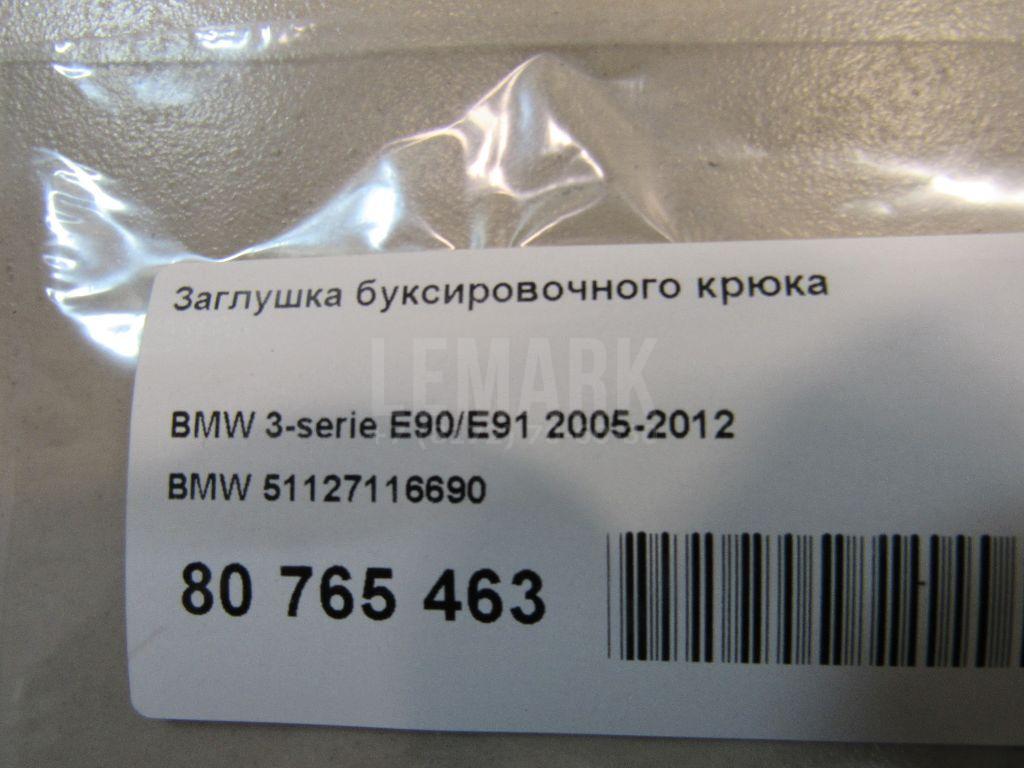 Заглушка буксировочного крюка
LEMARK
BMW 3-serie E90/E91 2005-2012
BMW 51127116690
80 765 463